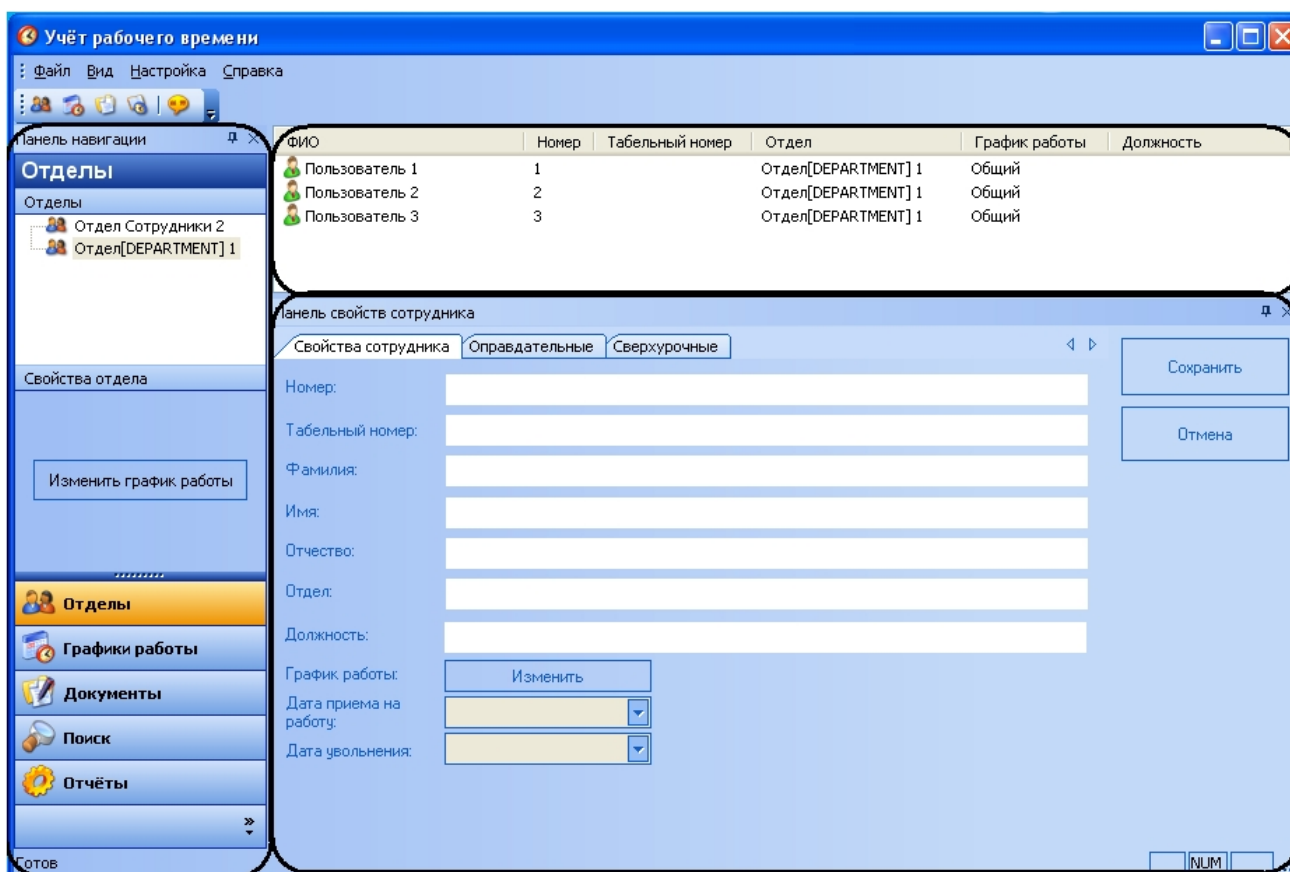 Учёт рабочего времени
Файл Вид Настройка Справка
Панель навигации
Отделы
Отделы
Отдел Сотрудники 2
Отдел[DEPARTMENT] 1
Свойства отдела
Изменить график работы
Отделы
Графики работы
Документы
Поиск
Отчёты
Готов
ФИО Номер Табельный номер Отдел График работы Должность
Пользователь 1 1 Отдел[DEPARTMENT] 1 Общий
Пользователь 2 2 Отдел[DEPARTMENT] 1 Общий
Пользователь 3 3 Отдел[DEPARTMENT] 1 Общий
Панель свойств сотрудника
Свойства сотрудника Оправдательные Сверхурочные
Сохранить
Отмена
Номер:
Табельный номер:
Фамилия:
Имя:
Отчество:
Отдел:
Должность:
График работы: Изменить
Дата приема на
работу:
Дата увольнения:
NUM